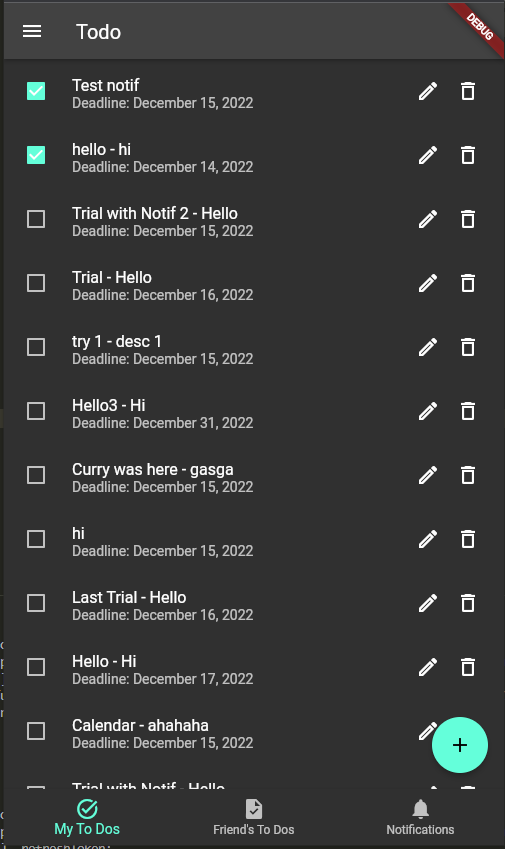 Todo
DEBUG
Test notif
Deadline: December 15, 2022
hello - hi
Deadline: December 14, 2022
Trial with Notif 2 - Hello
Deadline: December 15, 2022
Trial - Hello
Deadline: December 16, 2022
try 1 - desc 1
Deadline: December 15, 2022
Hello3 - Hi
Deadline: December 31, 2022
Curry was here - gasga
Deadline: December 15, 2022
hi
Deadline: December 15, 2022
Last Trial - Hello
Deadline: December 16, 2022
Hello - Hi
Deadline: December 17, 2022
Calendar - ahahaha
Deadline: December 15, 2022
Trial with Notif - Hello
My To Dos
Friend's To Dos
Notifications